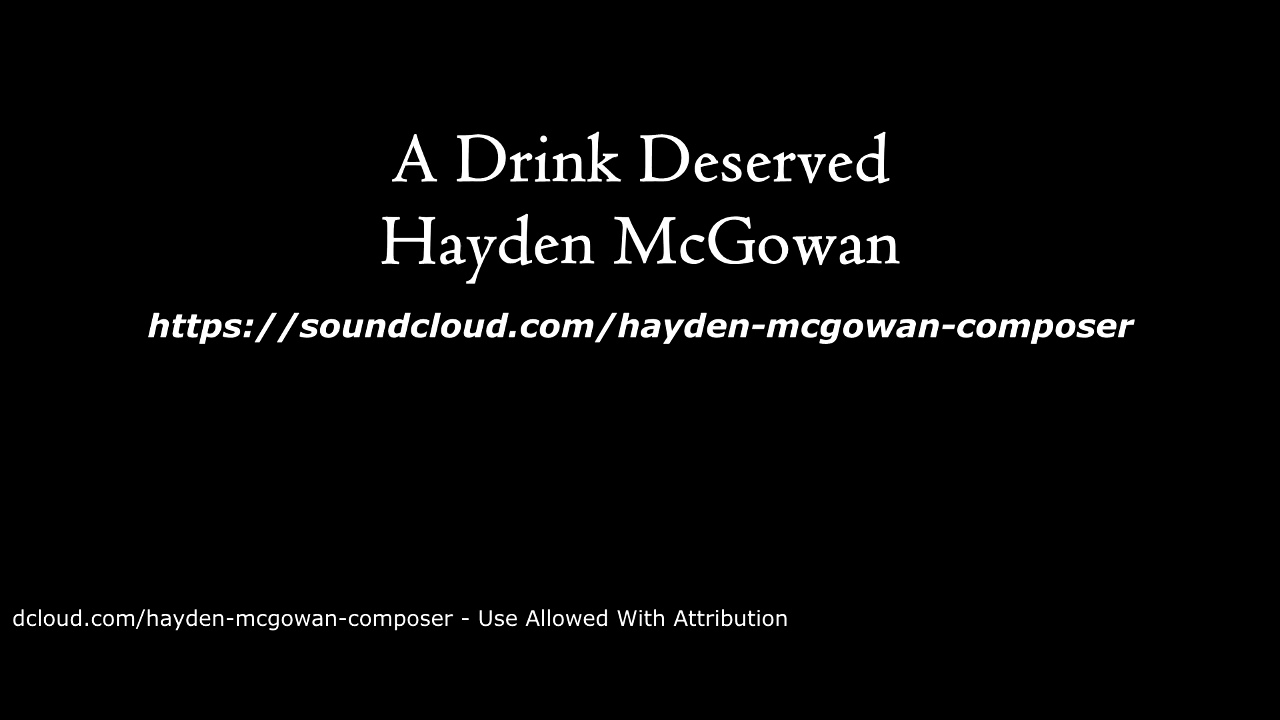 A Drink Deserved
Hayden McGowan
https://soundcloud.com/hayden-mcgowan-composer
dcloud.com/hayden-mcgowan-composer - Use Allowed With Attribution